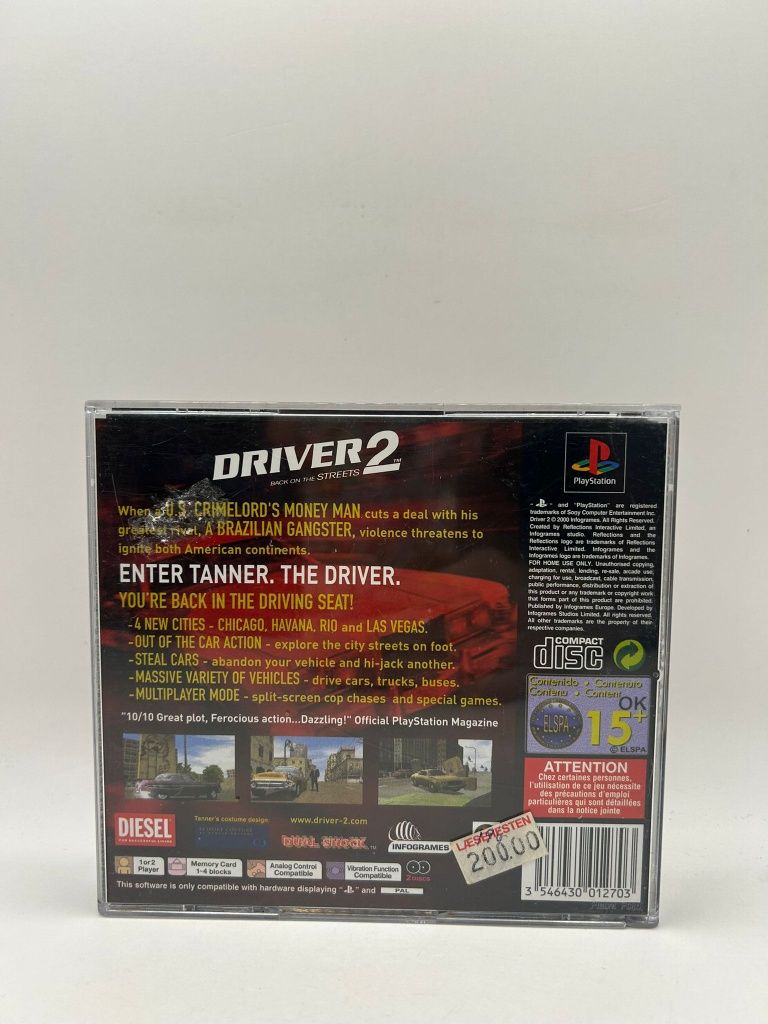 DRIVER 2™
BACK ON THE STREETS
When a U.S. CRIMELORD'S MONEY MAN cuts a deal with his
greatest rival, A BRAZILIAN GANGSTER, violence threatens to
ignite both American continents.
ENTER TANNER. THE DRIVER.
YOU'RE BACK IN THE DRIVING SEAT!
-4 NEW CITIES - CHICAGO, HAVANA, RIO and LAS VEGAS.
-OUT OF THE CAR ACTION - explore the city streets on foot.
-STEAL CARS - abandon your vehicle and hi-jack another.
-MASSIVE VARIETY OF VEHICLES - drive cars, trucks, buses.
-MULTIPLAYER MODE - split-screen cop chases and special games.
"10/10 Great plot, Ferocious action...Dazzling!" Official PlayStation Magazine
DIESEL
FOR SUCCESSFUL LIVING
Tanner's costume design:
www.driver-2.com
DUAL SHOCK™
INFOGRAMES
1 or 2
Player
Memory Card
1-4 blocks
Analog Control
Compatible
Vibration Function
Compatible
2 Discs
This software is only compatible with hardware displaying "PS" and PAL
LÆSEHESTEN
200.00
PlayStation
"PS" and "PlayStation" are registered
trademarks of Sony Computer Entertainment Inc.
Driver 2 © 2000 Infogrames. All Rights Reserved.
Created by Reflections Interactive Limited, an
Infogrames studio. Reflections and the
Reflections logo are trademarks of Reflections
Interactive Limited. Infogrames and the
Infogrames logo are trademarks of Infogrames.
FOR HOME USE ONLY. Unauthorised copying,
adaptation, rental, lending, re-sale, arcade use,
charging for use, broadcast, cable transmission,
public performance, distribution or extraction of
this product or any trademark or copyright work
that forms part of this product are prohibited.
Published by Infogrames Europe. Developed by
Infogrames Studios Limited. All rights reserved.
All other trademarks are the property of their
respective companies.
COMPACT
disc
Contenido • Contenuto
Contenu • Content
ELSPA
OK
15+
© ELSPA
ATTENTION
Chez certaines personnes,
l'utilisation de ce jeu nécessite
des précautions d'emploi
particulières qui sont détaillées
dans la notice jointe
3 546430 012703